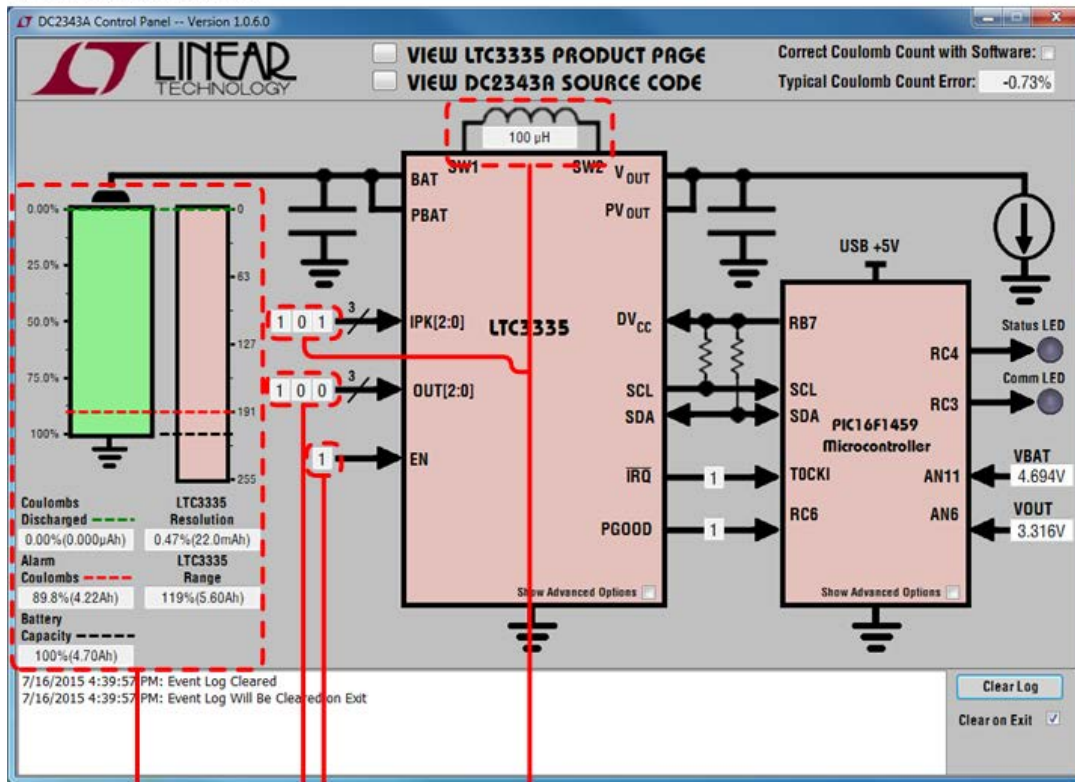 DC2343A Control Panel -- Version 1.0.6.0
LINEAR
TECHNOLOGY
VIEW LTC3335 PRODUCT PAGE
VIEW DC2343A SOURCE CODE
Correct Coulomb Count with Software:
Typical Coulomb Count Error: -0.73%
100 µH
SW1 SW2
BAT
PBAT
IPK[2:0]
OUT[2:0]
EN
LTC3335
VOUT
PVOUT
DVCC
SCL
SDA
IRQ
PGOOD
Show Advanced Options
0.00%
25.0%
50.0%
75.0%
100%
0
63
127
191
255
1 0 1
3
1 0 0
3
1
1
1
USB +5V
RB7
SCL
SDA
T0CKI
RC6
RC4
RC3
AN11
AN6
PIC16F1459
Microcontroller
Show Advanced Options
Status LED
Comm LED
VBAT
4.694V
VOUT
3.316V
Coulombs
Discharged
0.00%(0.000µAh)
LTC3335
Resolution
0.47%(22.0mAh)
Alarm
Coulombs
89.8%(4.22Ah)
LTC3335
Range
119%(5.60Ah)
Battery
Capacity
100%(4.70Ah)
7/16/2015 4:39:57 PM: Event Log Cleared
7/16/2015 4:39:57 PM: Event Log Will Be Cleared on Exit
Clear Log
Clear on Exit